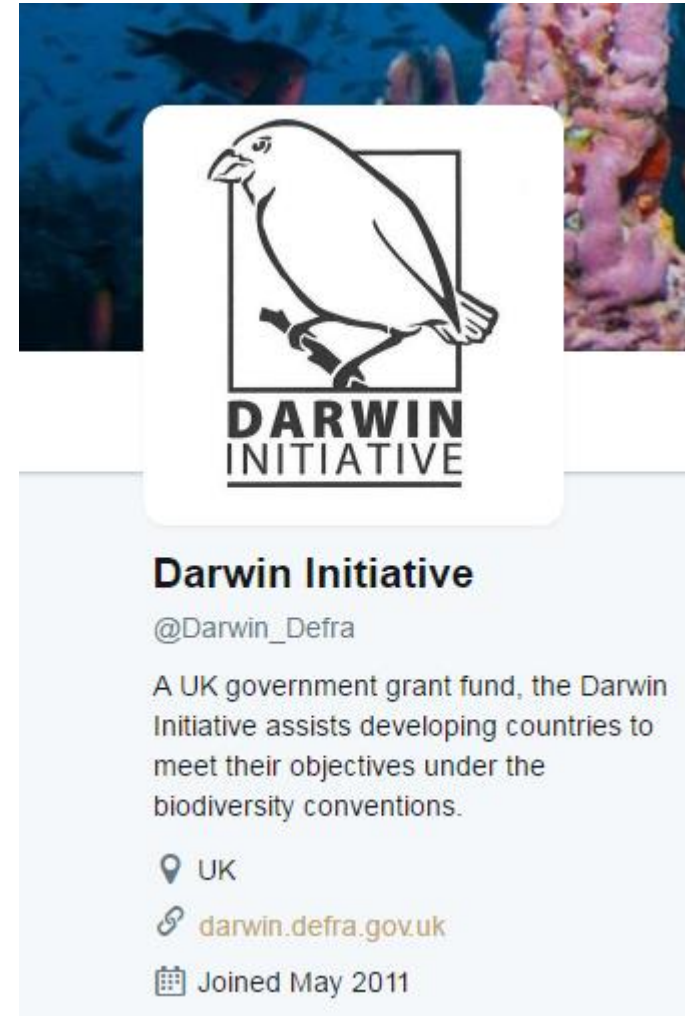 DARWIN
INITIATIVE
Darwin Initiative
@Darwin_Defra
A UK government grant fund, the Darwin
Initiative assists developing countries to
meet their objectives under the
biodiversity conventions.
UK
darwin.defra.gov.uk
Joined May 2011